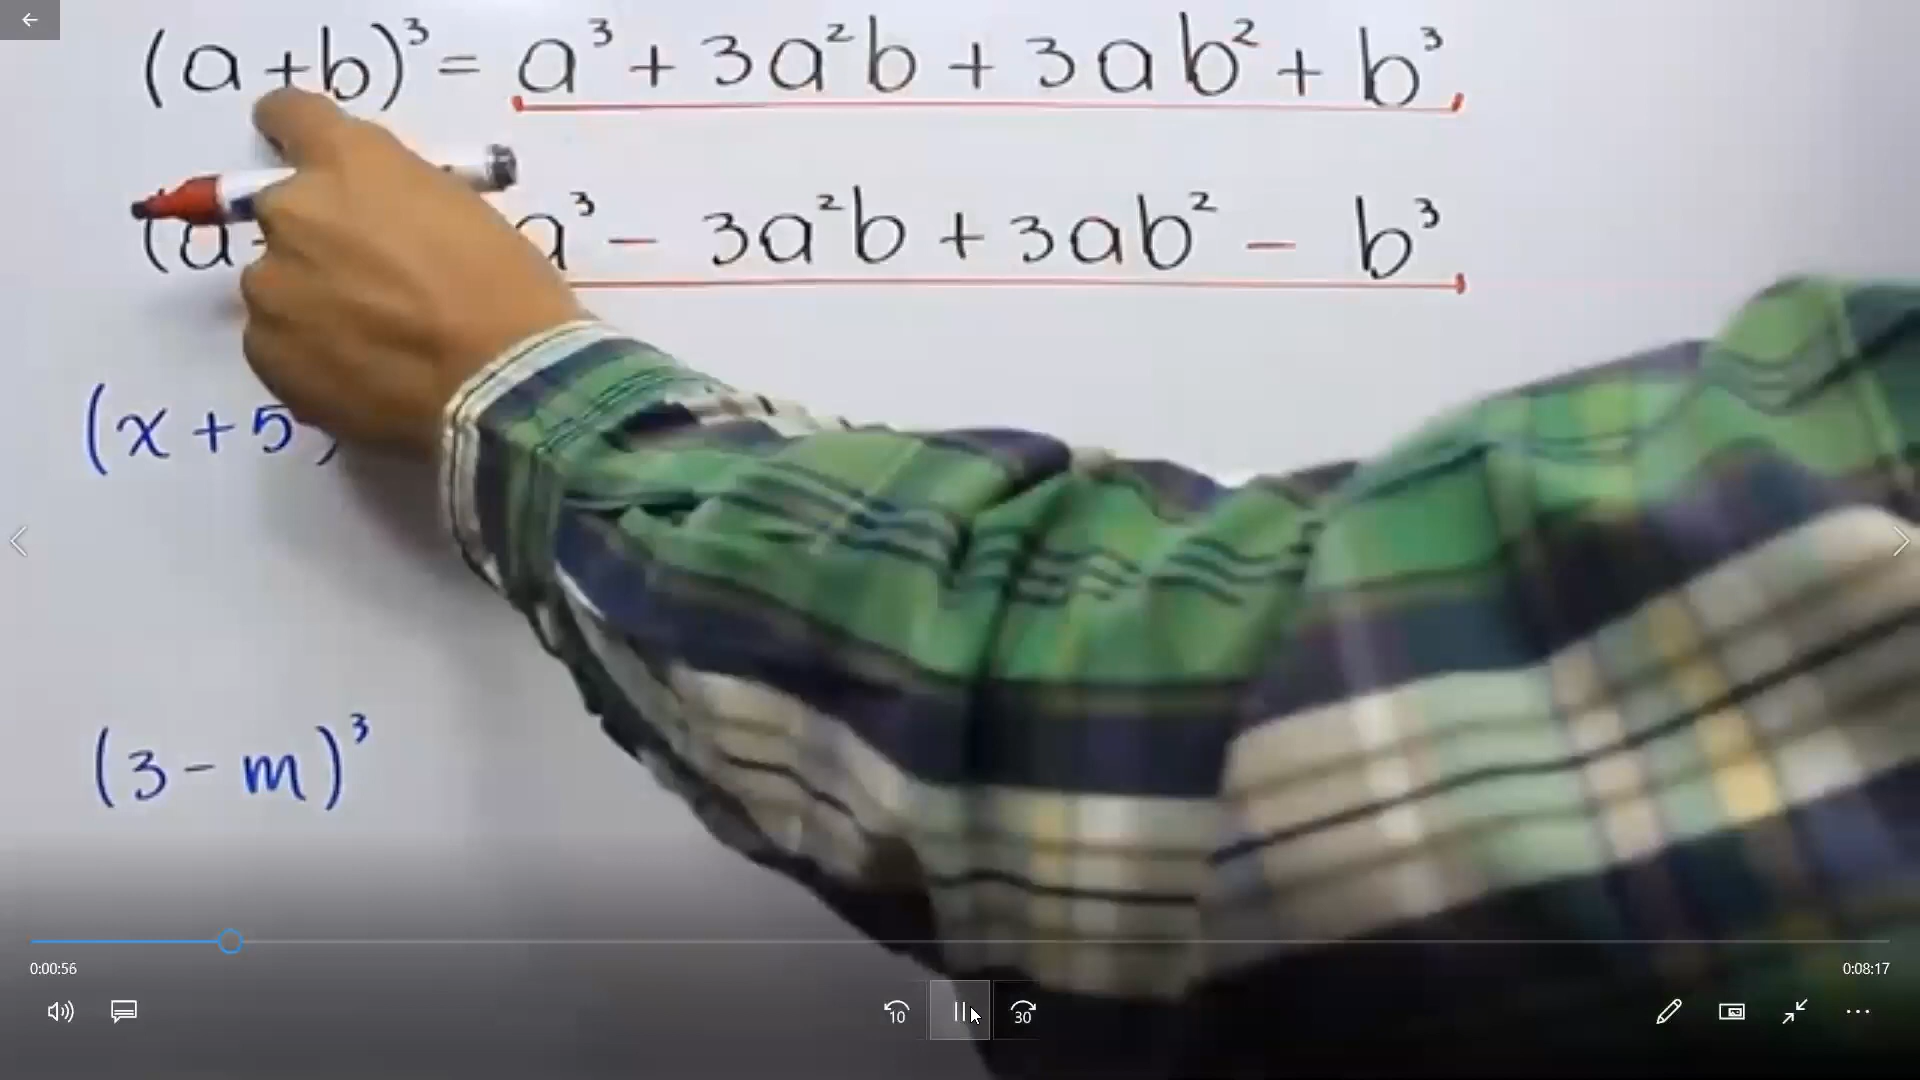 (a+b)³ = a³ + 3a²b + 3ab² + b³
(a- a³ - 3a²b + 3ab² - b³
(x+5)
(3-m)³
0:00:56
0:08:17
10
30